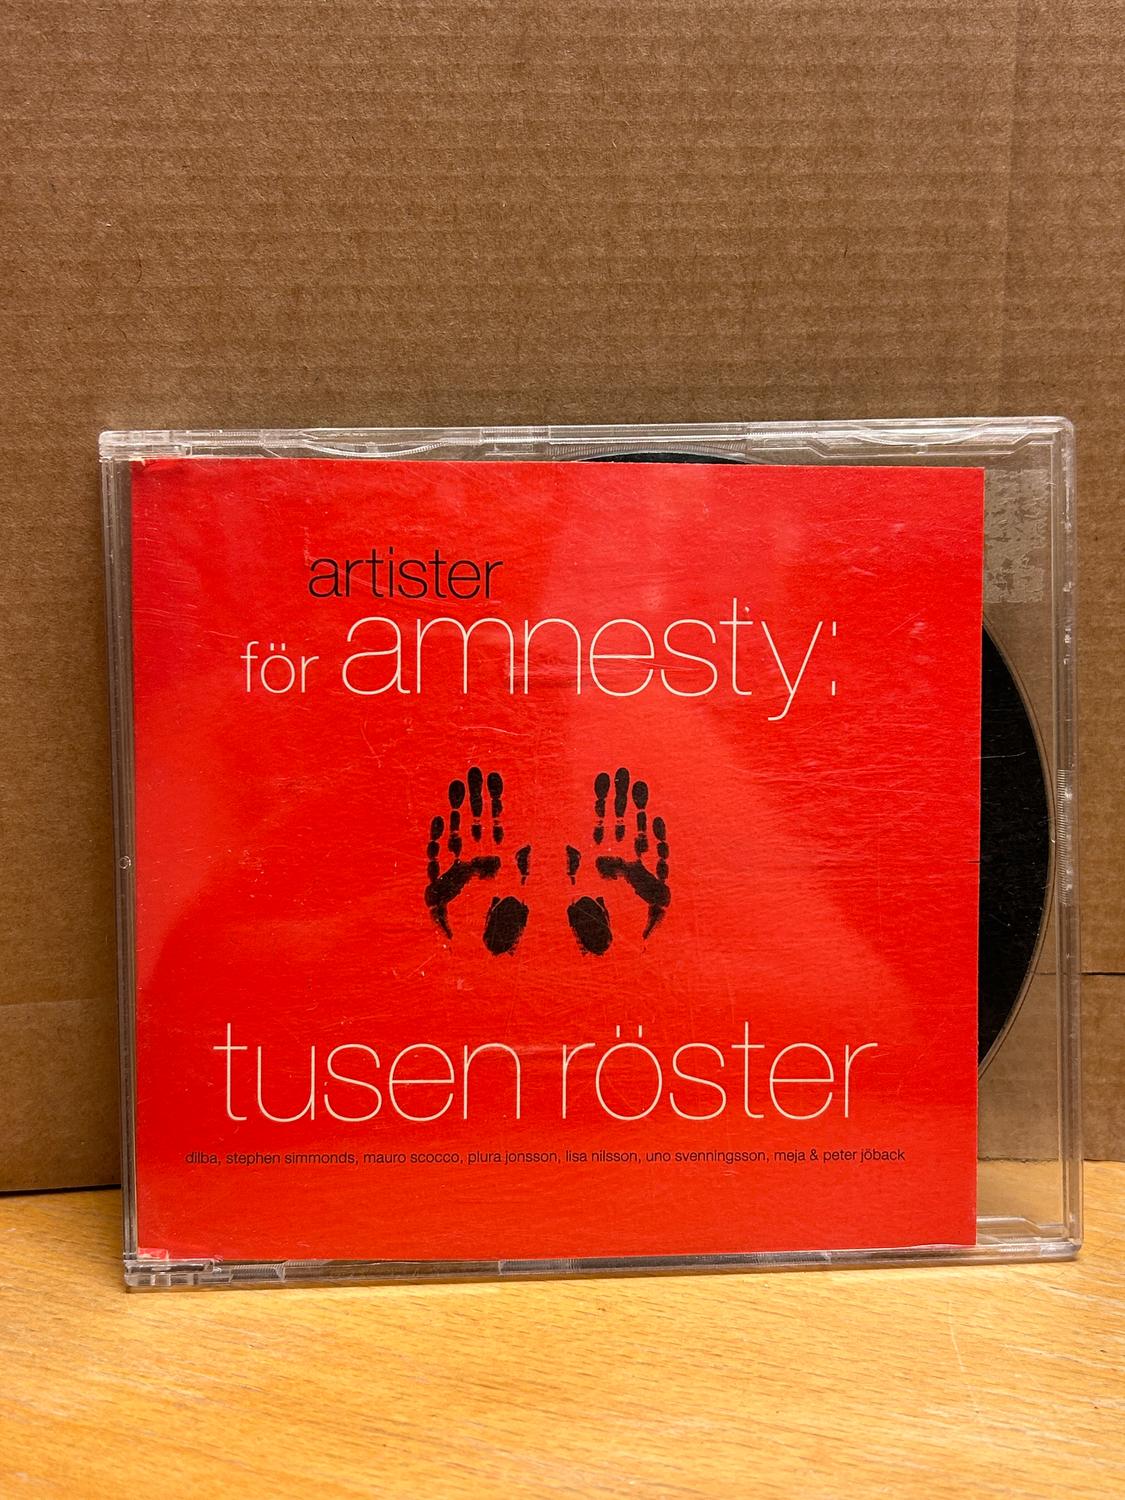 artister
för amnesty:
tusen röster
dilba, stephen simmonds, mauro scocco, plura jonsson, lisa nilsson, uno svenningsson, meja & peter jöback